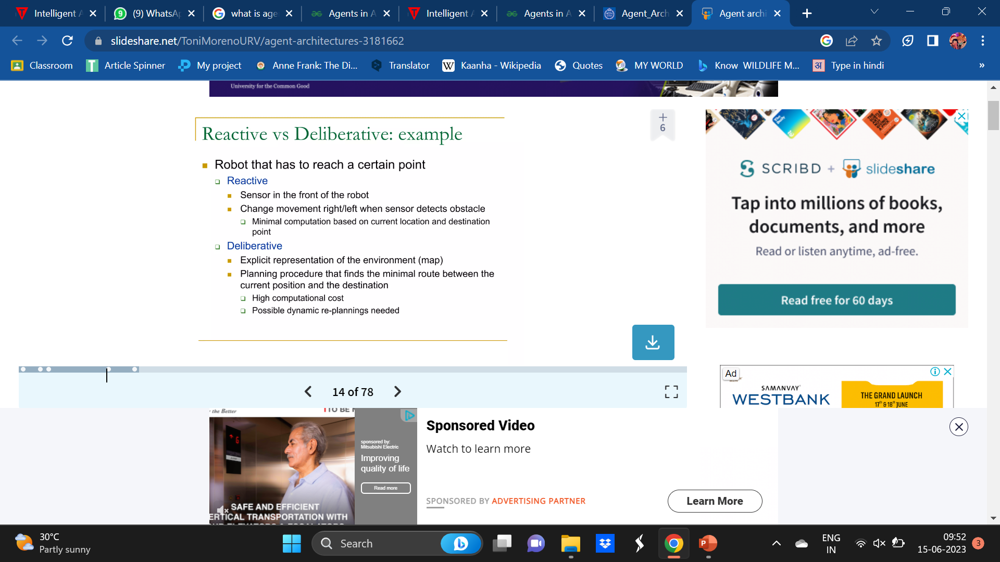 Intelligent A
(9) WhatsA
what is age
Agents in A
Intelligent A
Agents in A
Agent_Arch
Agent archi
slideshare.net/ToniMorenoURV/agent-architectures-3181662
Classroom
Article Spinner
My project
Anne Frank: The Di...
Translator
Kaanha - Wikipedia
Quotes
MY WORLD
Know WILDLIFE M...
अ Type in hindi
»
University for the Common Good
Reactive vs Deliberative: example
Robot that has to reach a certain point
Reactive
Sensor in the front of the robot
Change movement right/left when sensor detects obstacle
Minimal computation based on current location and destination
point
Deliberative
Explicit representation of the environment (map)
Planning procedure that finds the minimal route between the
current position and the destination
High computational cost
Possible dynamic re-plannings needed
+
6
SCRIBD + slideshare
Tap into millions of books,
documents, and more
Read or listen anytime, ad-free.
Read free for 60 days
14 of 78
Ad
SAMANVAY
WESTBANK
THE GRAND LAUNCH
17th & 18th JUNE
the Better
TO BE
SAFE AND EFFICIENT
ERTICAL TRANSPORTATION WITH
sponsored by:
Mitsubishi Electric
Improving
quality of life
Read more
Sponsored Video
Watch to learn more
SPONSORED BY ADVERTISING PARTNER
Learn More
30°C
Partly sunny
Search
ENG
IN
09:52
15-06-2023
3